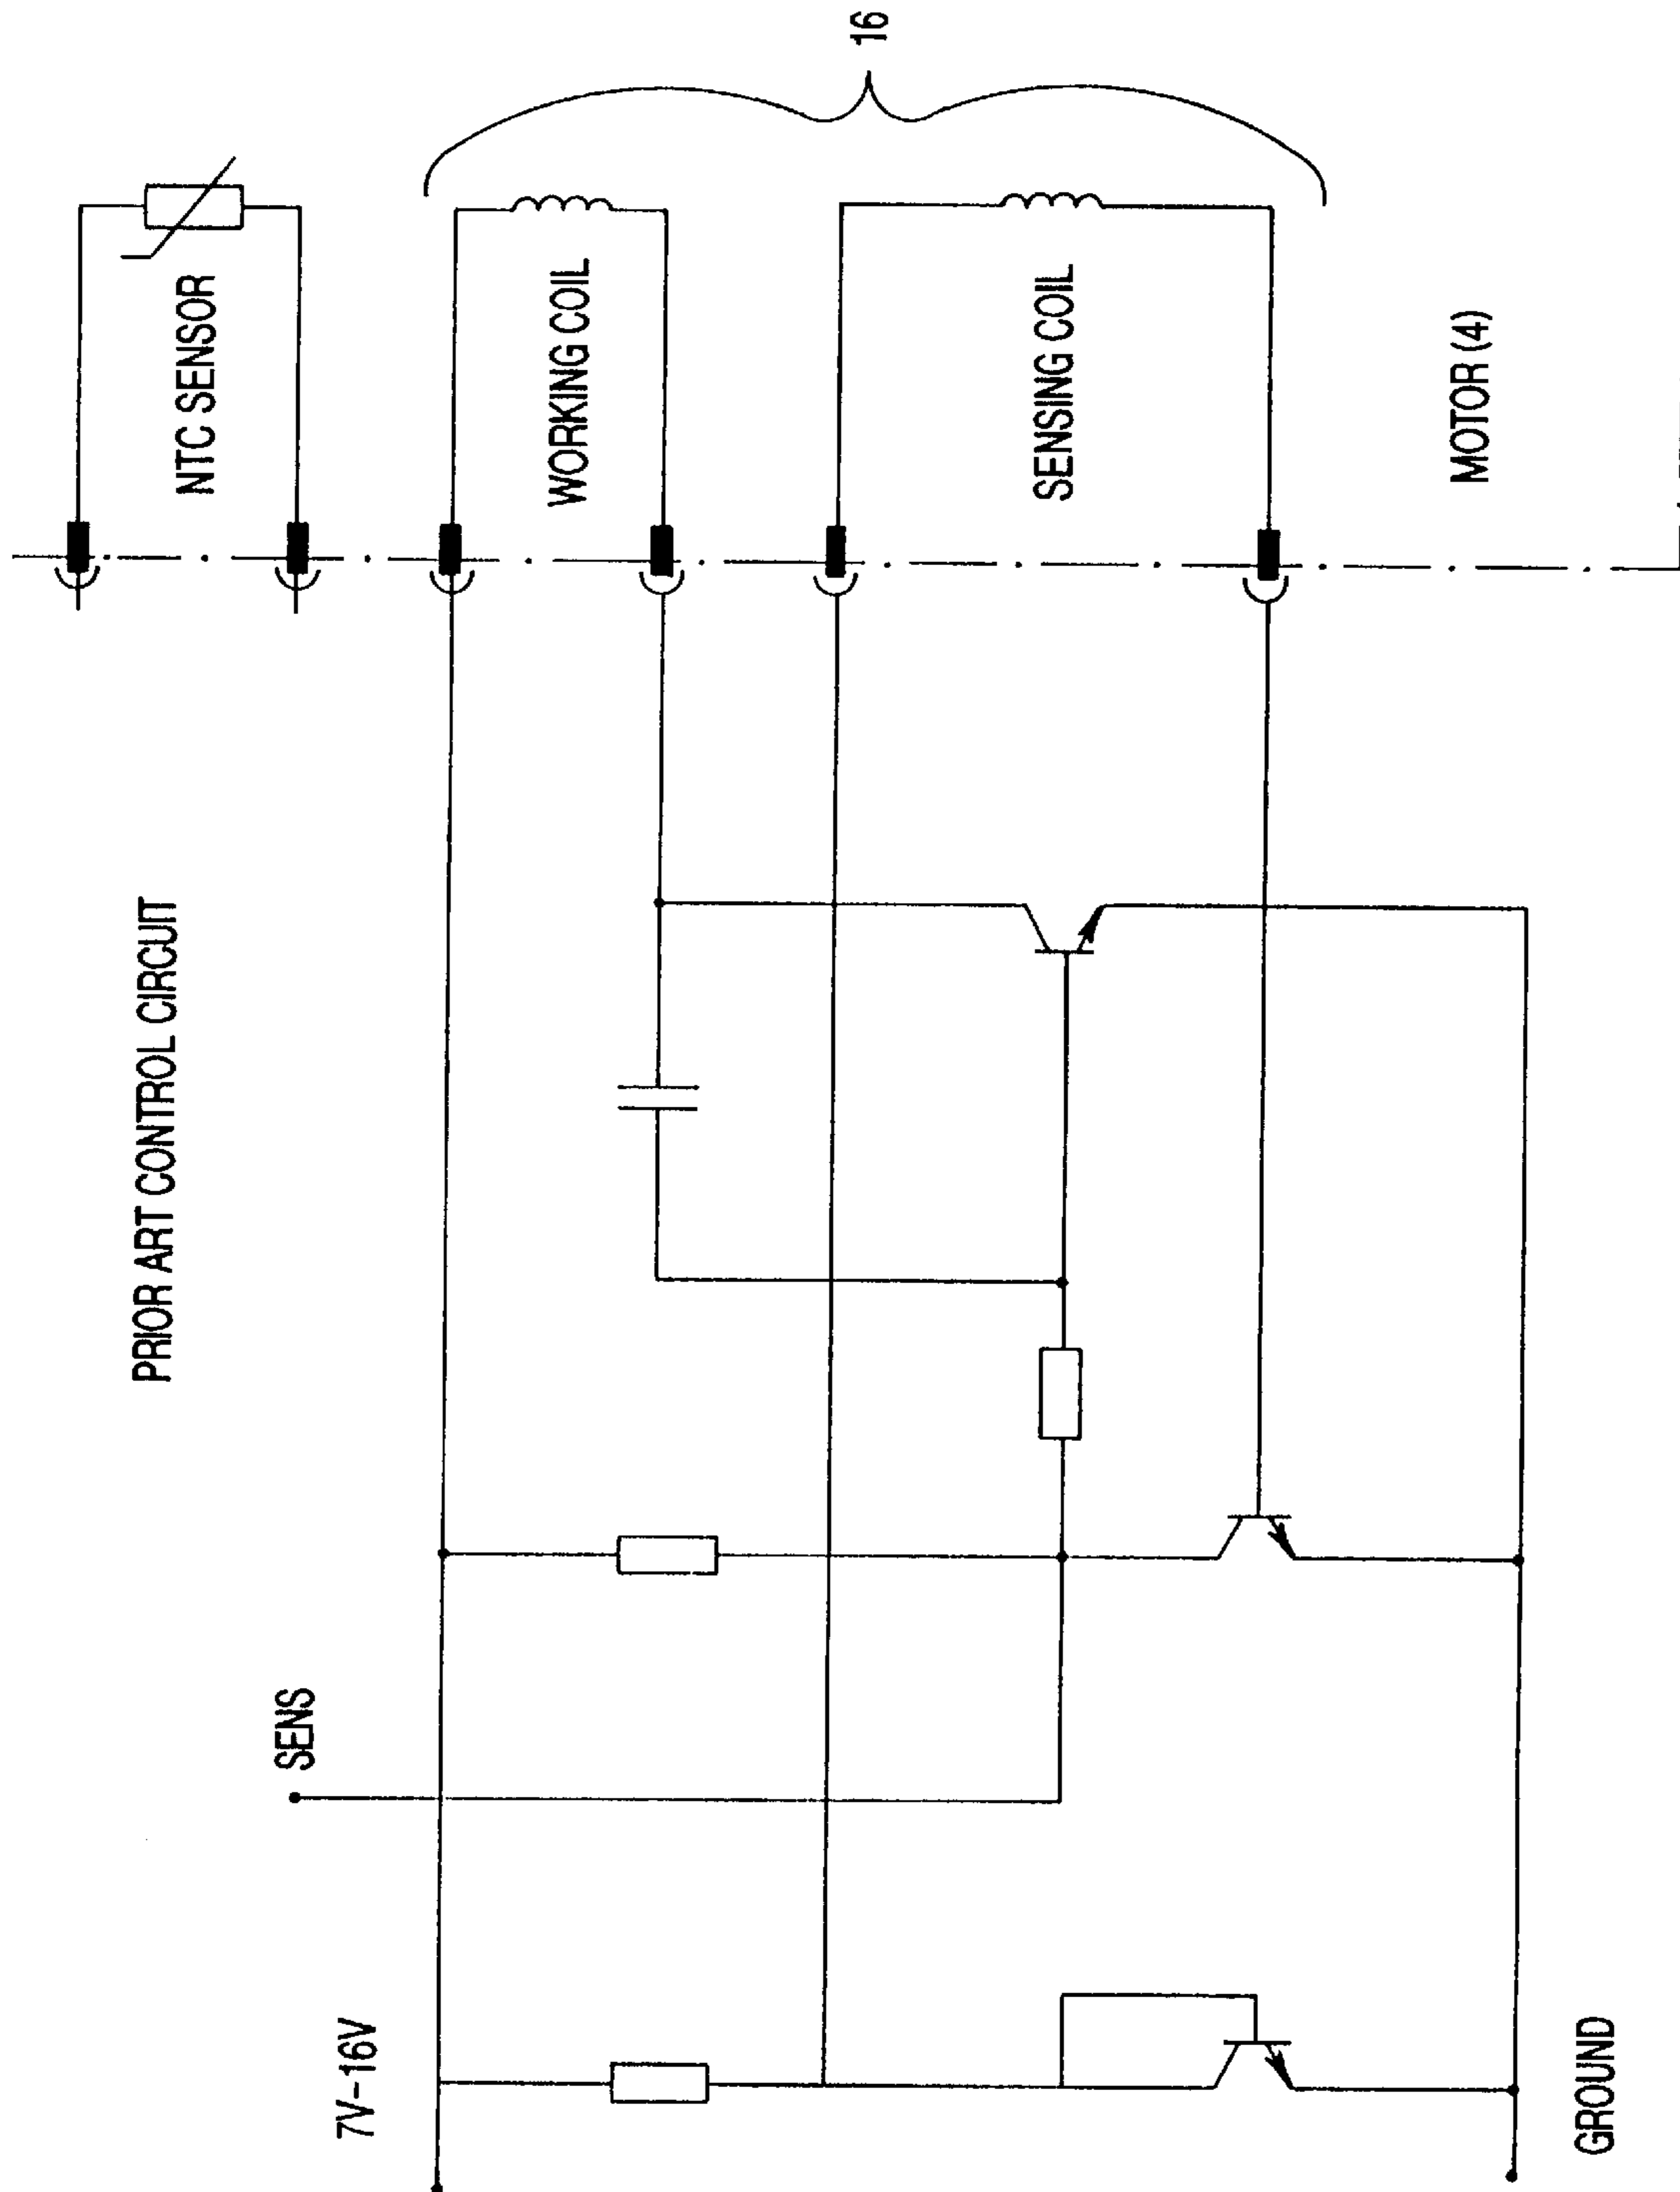 PRIOR ART CONTROL CIRCUIT
NTC SENSOR
SENS
7V-16V
WORKING COIL
16
SENSING COIL
MOTOR (4)
GROUND